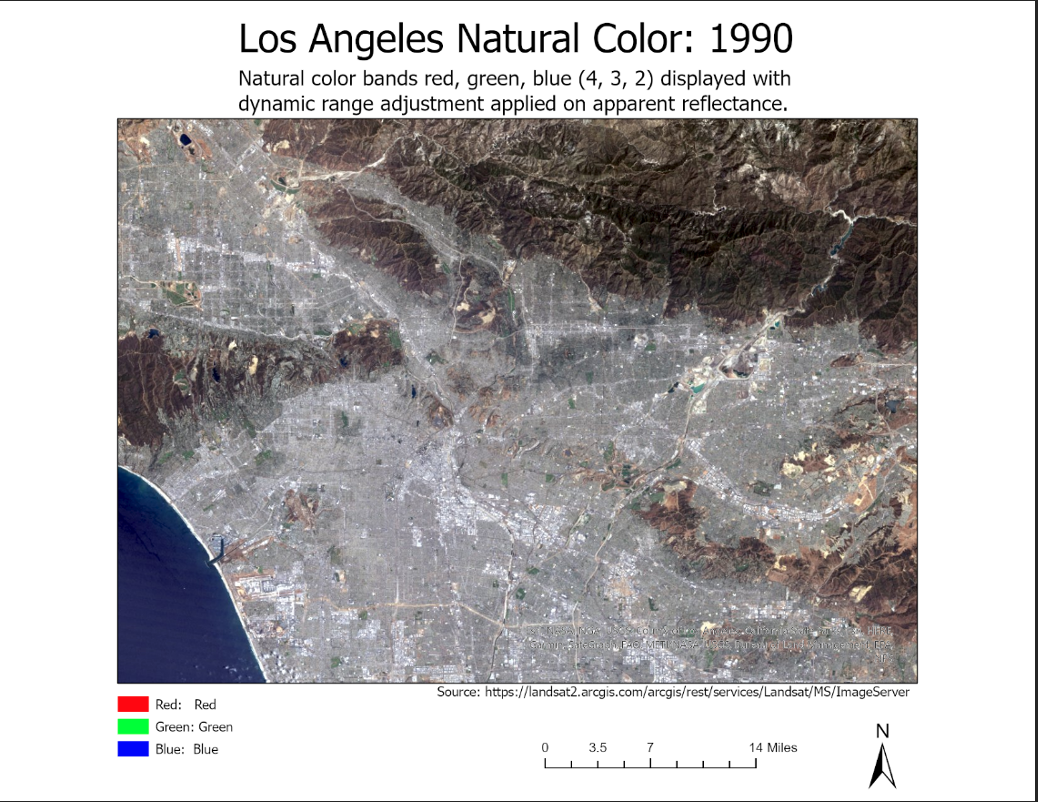 Los Angeles Natural Color: 1990
Natural color bands red, green, blue (4, 3, 2) displayed with
dynamic range adjustment applied on apparent reflectance.
Source: https://landsat2.arcgis.com/arcgis/rest/services/Landsat/MS/ImageServer
Red: Red
Green: Green
Blue: Blue
0 3.5 7 14 Miles
N